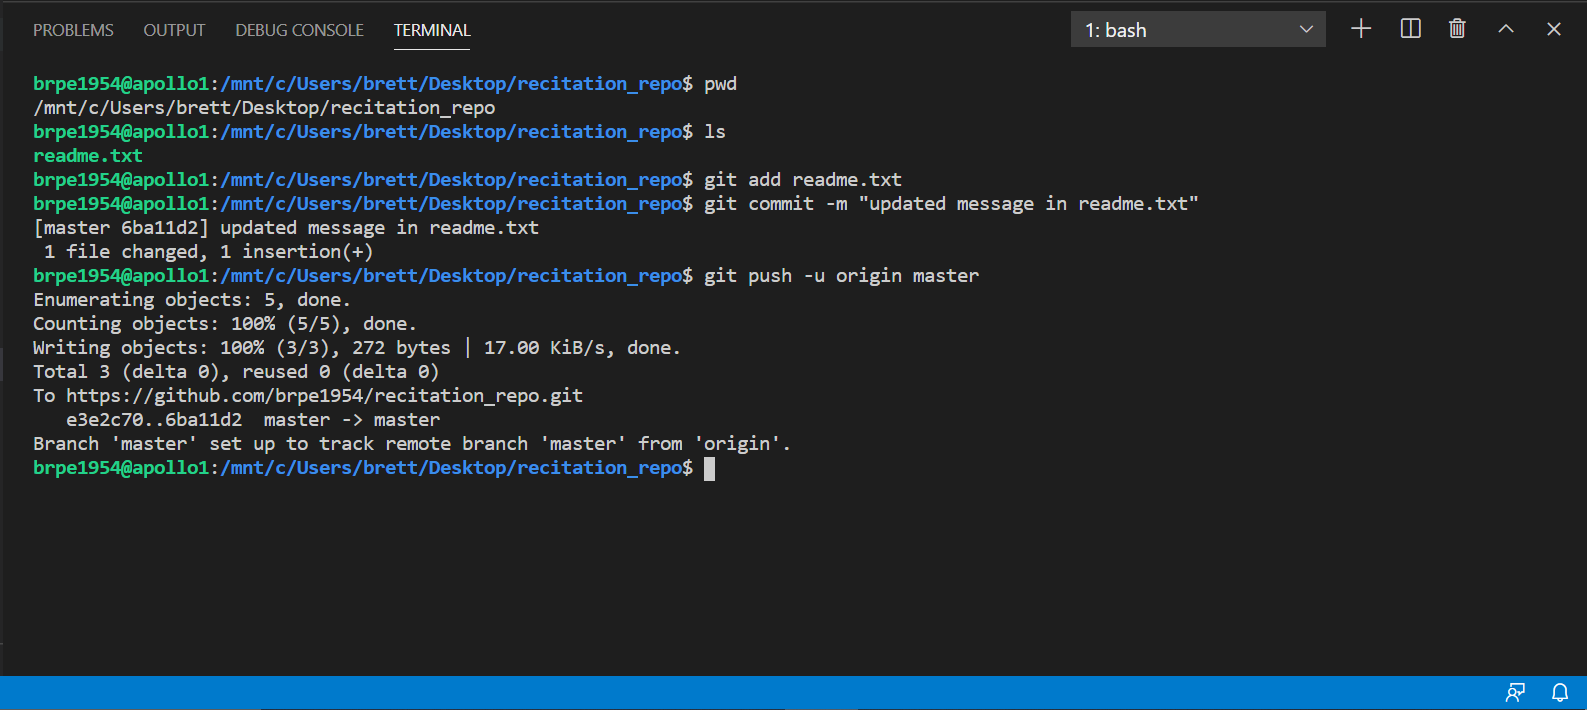 PROBLEMS OUTPUT DEBUG CONSOLE TERMINAL 1: bash
brpe1954@apollo1:/mnt/c/Users/brett/Desktop/recitation_repo$ pwd
/mnt/c/Users/brett/Desktop/recitation_repo
brpe1954@apollo1:/mnt/c/Users/brett/Desktop/recitation_repo$ ls
readme.txt
brpe1954@apollo1:/mnt/c/Users/brett/Desktop/recitation_repo$ git add readme.txt
brpe1954@apollo1:/mnt/c/Users/brett/Desktop/recitation_repo$ git commit -m "updated message in readme.txt"
[master 6ba11d2] updated message in readme.txt
 1 file changed, 1 insertion(+)
brpe1954@apollo1:/mnt/c/Users/brett/Desktop/recitation_repo$ git push -u origin master
Enumerating objects: 5, done.
Counting objects: 100% (5/5), done.
Writing objects: 100% (3/3), 272 bytes | 17.00 KiB/s, done.
Total 3 (delta 0), reused 0 (delta 0)
To https://github.com/brpe1954/recitation_repo.git
   e3e2c70..6ba11d2  master -> master
Branch 'master' set up to track remote branch 'master' from 'origin'.
brpe1954@apollo1:/mnt/c/Users/brett/Desktop/recitation_repo$